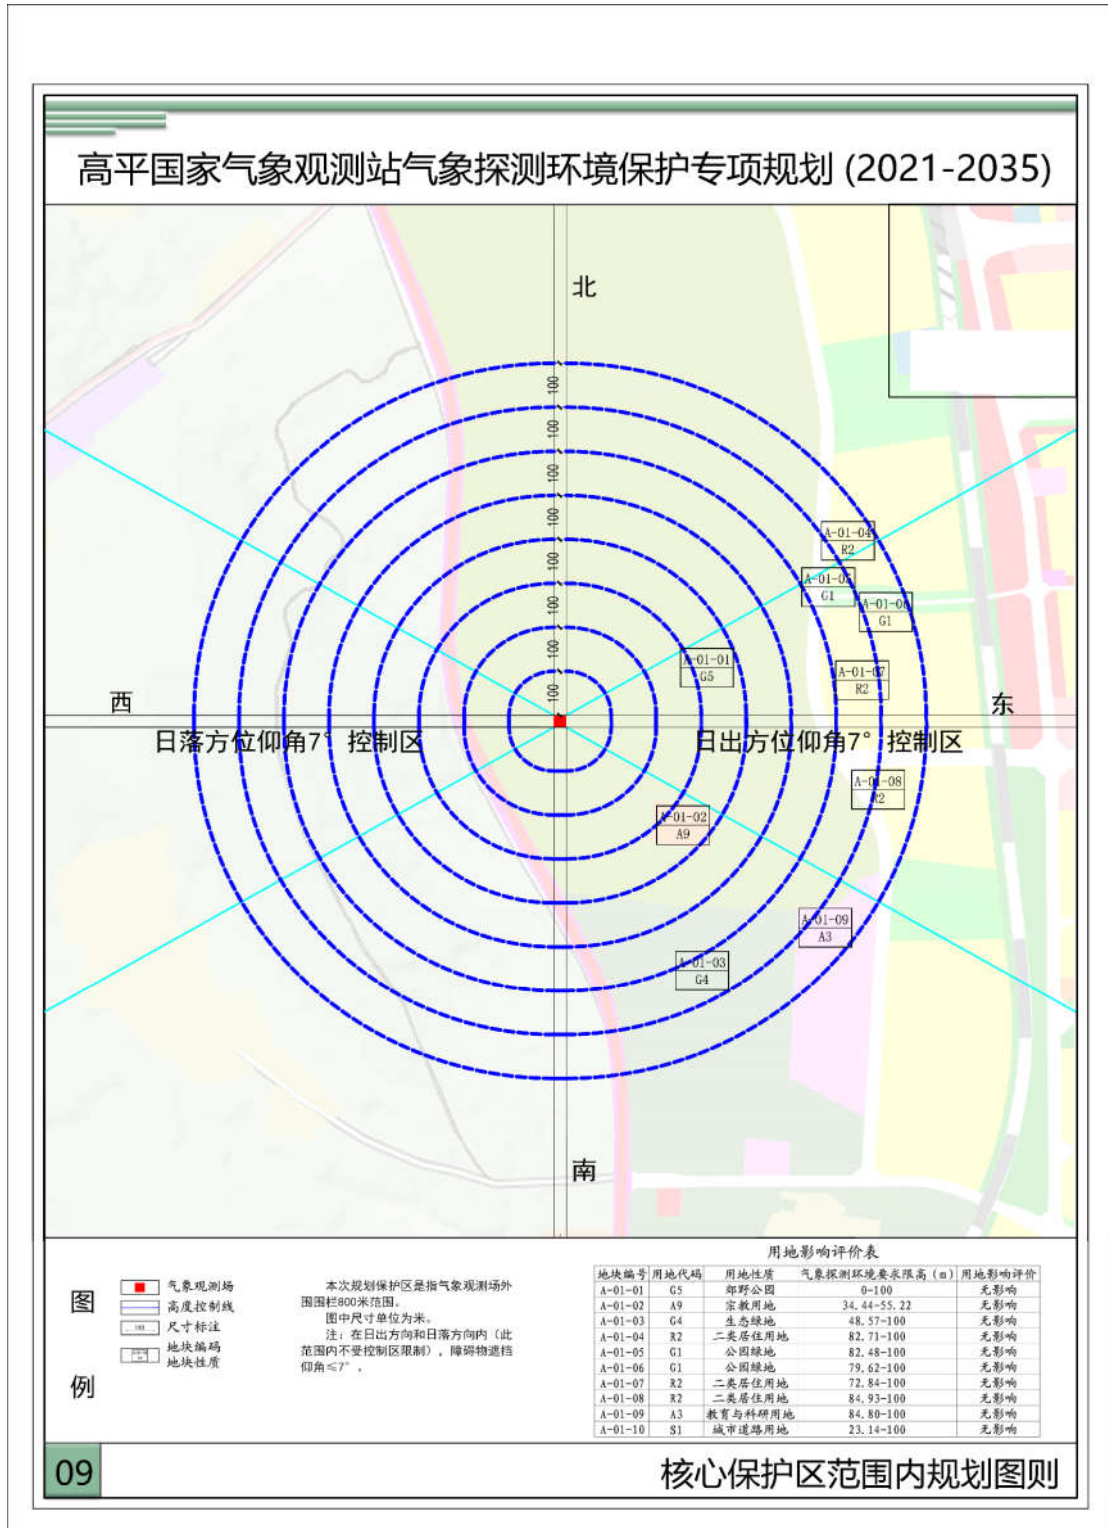 高平国家气象观测站气象探测环境保护专项规划 (2021-2035)
北
100
100
100
100
100
100
100
100
A-01-04
R2
A-01-05
G1
A-01-06
G1
A-01-01
G5
A-01-07
R2
西
东
日落方位仰角7° 控制区
日出方位仰角7° 控制区
A-01-08
R2
A-01-02
A9
A-01-09
A3
A-01-03
G4
南
图
例
气象观测场
高度控制线
100
尺寸标注
地块编码
地块性质
本次规划保护区是指气象观测场外
围围栏800米范围。
图中尺寸单位为米。
注：在日出方向和日落方向内（此
范围内不受控制区限制），障碍物遮挡
仰角≤7°。
用地影响评价表
地块编号 用地代码 用地性质 气象探测环境要求限高（m） 用地影响评价
A-01-01 G5 郊野公园 0-100 无影响
A-01-02 A9 宗教用地 34.44-55.22 无影响
A-01-03 G4 生态绿地 48.57-100 无影响
A-01-04 R2 二类居住用地 82.71-100 无影响
A-01-05 G1 公园绿地 82.48-100 无影响
A-01-06 G1 公园绿地 79.62-100 无影响
A-01-07 R2 二类居住用地 72.84-100 无影响
A-01-08 R2 二类居住用地 84.93-100 无影响
A-01-09 A3 教育与科研用地 84.80-100 无影响
A-01-10 S1 城市道路用地 23.14-100 无影响
09
核心保护区范围内规划图则